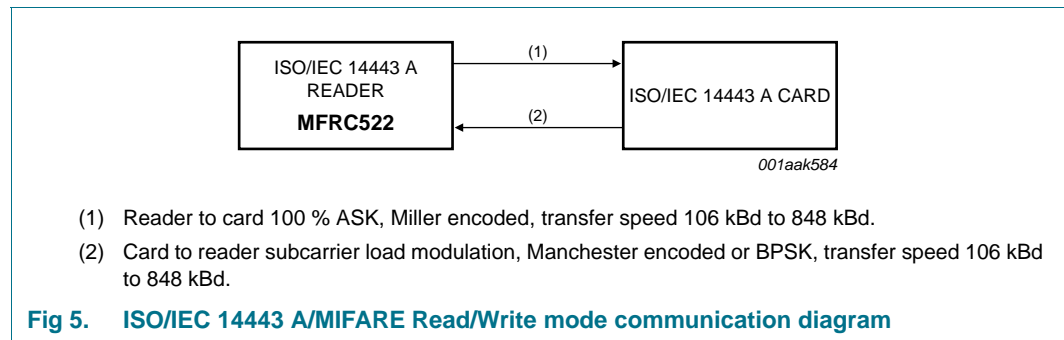 ISO/IEC 14443 A
READER
MFRC522
(1)
(2)
ISO/IEC 14443 A CARD
001aak584
(1) Reader to card 100 % ASK, Miller encoded, transfer speed 106 kBd to 848 kBd.
(2) Card to reader subcarrier load modulation, Manchester encoded or BPSK, transfer speed 106 kBd
to 848 kBd.
Fig 5. ISO/IEC 14443 A/MIFARE Read/Write mode communication diagram